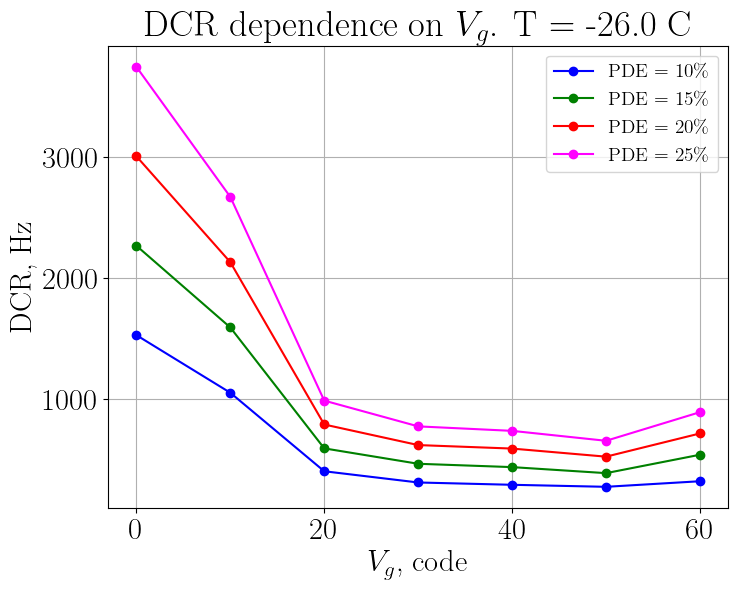 DCR dependence on V_g. T = -26.0 C
PDE = 10%
PDE = 15%
PDE = 20%
PDE = 25%
DCR, Hz
3000
2000
1000
0 20 40 60
V_g, code